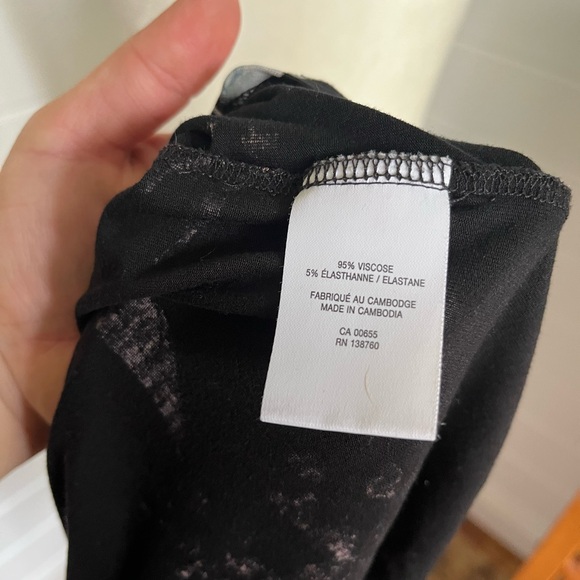 95% VISCOSE
5% ÉLASTHANNE / ELASTANE
FABRIQUÉ AU CAMBODGE
MADE IN CAMBODIA
CA 00655
RN 138760